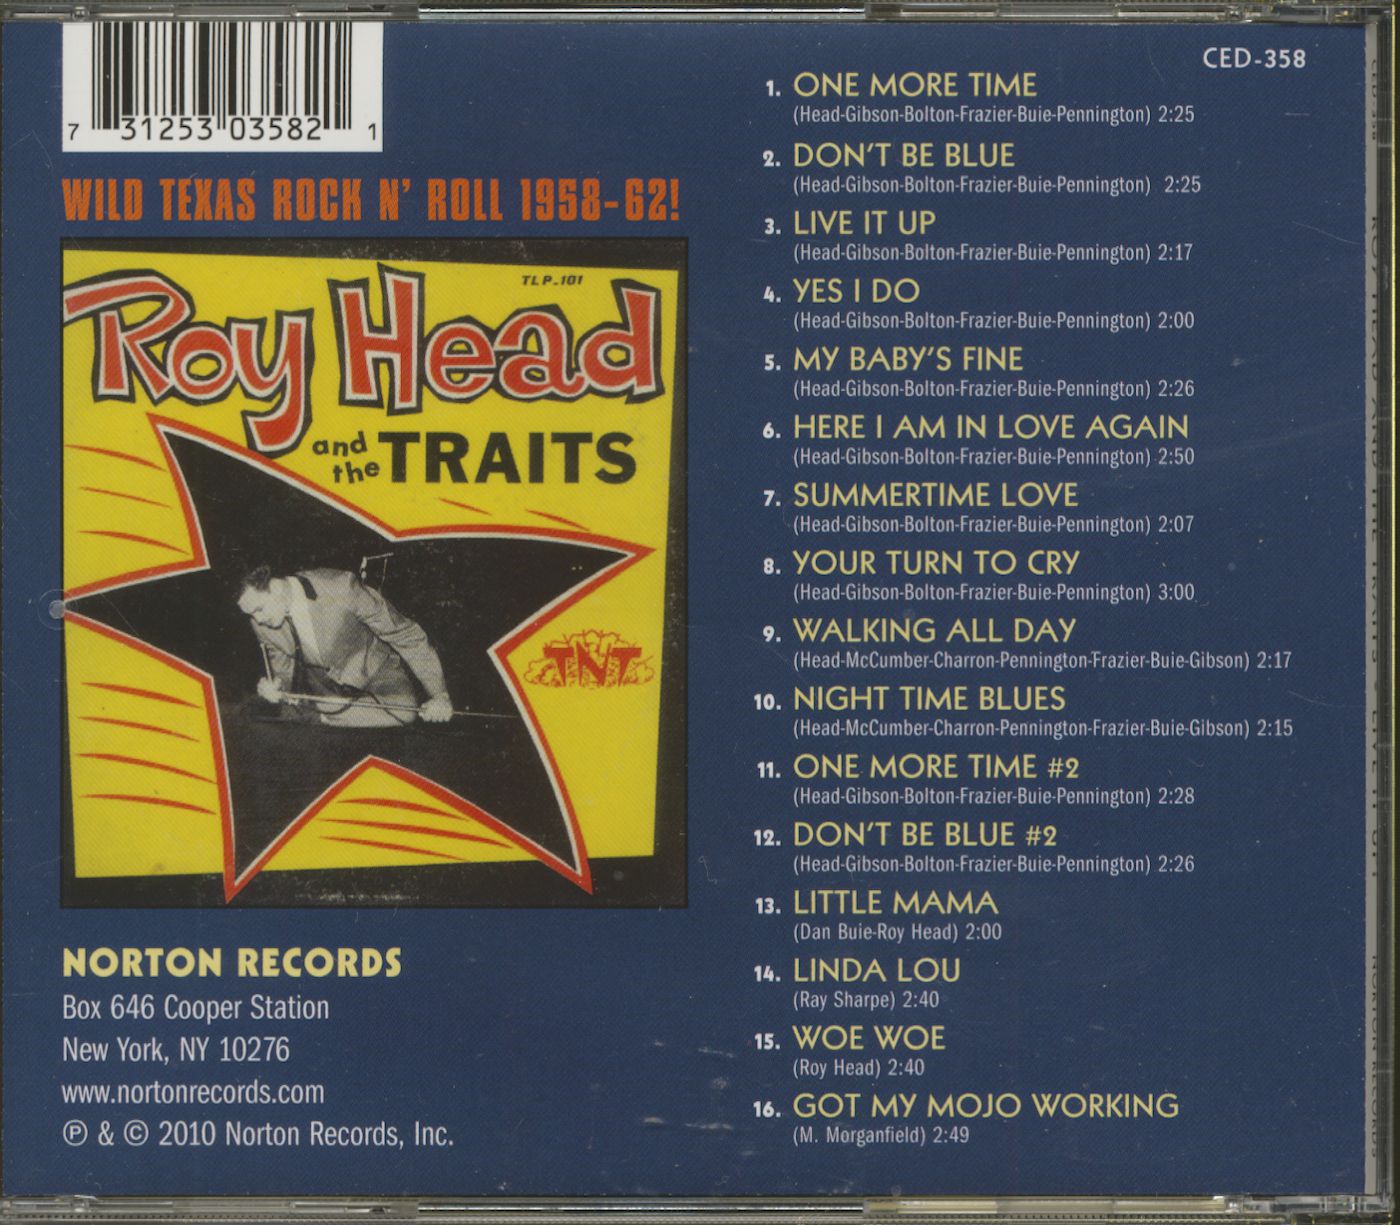 7 31253 03582 1
WILD TEXAS ROCK N' ROLL 1958-62!
TLP-101
Roy Head
and the TRAITS
TNT
NORTON RECORDS
Box 646 Cooper Station
New York, NY 10276
www.nortonrecords.com
℗ & © 2010 Norton Records, Inc.
CED-358
1. ONE MORE TIME
(Head-Gibson-Bolton-Frazier-Buie-Pennington) 2:25
2. DON'T BE BLUE
(Head-Gibson-Bolton-Frazier-Buie-Pennington) 2:25
3. LIVE IT UP
(Head-Gibson-Bolton-Frazier-Buie-Pennington) 2:17
4. YES I DO
(Head-Gibson-Bolton-Frazier-Buie-Pennington) 2:00
5. MY BABY'S FINE
(Head-Gibson-Bolton-Frazier-Buie-Pennington) 2:26
6. HERE I AM IN LOVE AGAIN
(Head-Gibson-Bolton-Frazier-Buie-Pennington) 2:50
7. SUMMERTIME LOVE
(Head-Gibson-Bolton-Frazier-Buie-Pennington) 2:07
8. YOUR TURN TO CRY
(Head-Gibson-Bolton-Frazier-Buie-Pennington) 3:00
9. WALKING ALL DAY
(Head-McCumber-Charron-Pennington-Frazier-Buie-Gibson) 2:17
10. NIGHT TIME BLUES
(Head-McCumber-Charron-Pennington-Frazier-Buie-Gibson) 2:15
11. ONE MORE TIME #2
(Head-Gibson-Bolton-Frazier-Buie-Pennington) 2:28
12. DON'T BE BLUE #2
(Head-Gibson-Bolton-Frazier-Buie-Pennington) 2:26
13. LITTLE MAMA
(Dan Buie-Roy Head) 2:00
14. LINDA LOU
(Ray Sharpe) 2:40
15. WOE WOE
(Roy Head) 2:40
16. GOT MY MOJO WORKING
(M. Morganfield) 2:49
NORTON RECORDS